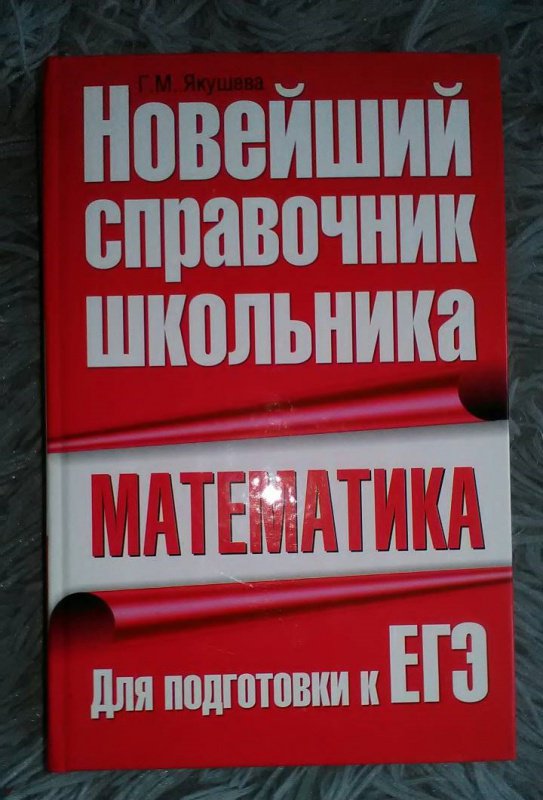 Г.М. Якушева
Новейший
справочник
школьника
МАТЕМАТИКА
Для подготовки к ЕГЭ